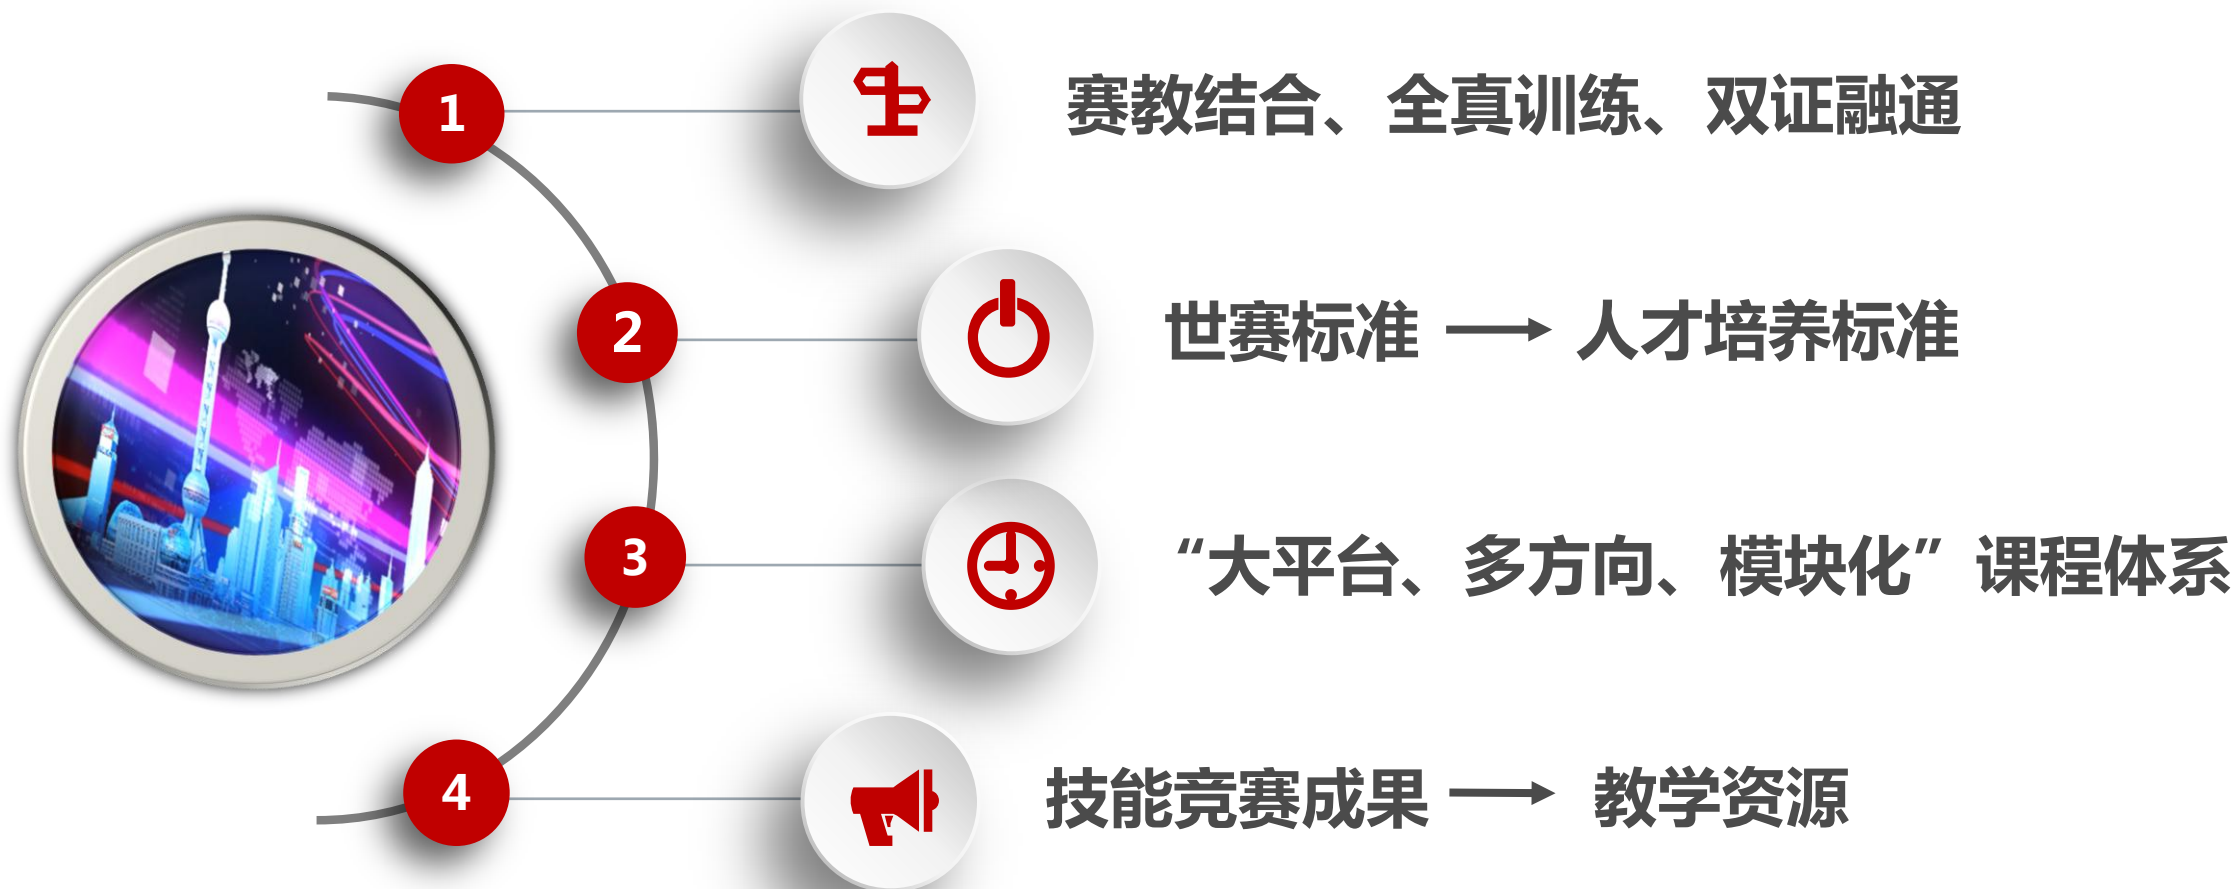 1
赛教结合、全真训练、双证融通
2
世赛标准 → 人才培养标准
3
“大平台、多方向、模块化”课程体系
4
技能竞赛成果 → 教学资源